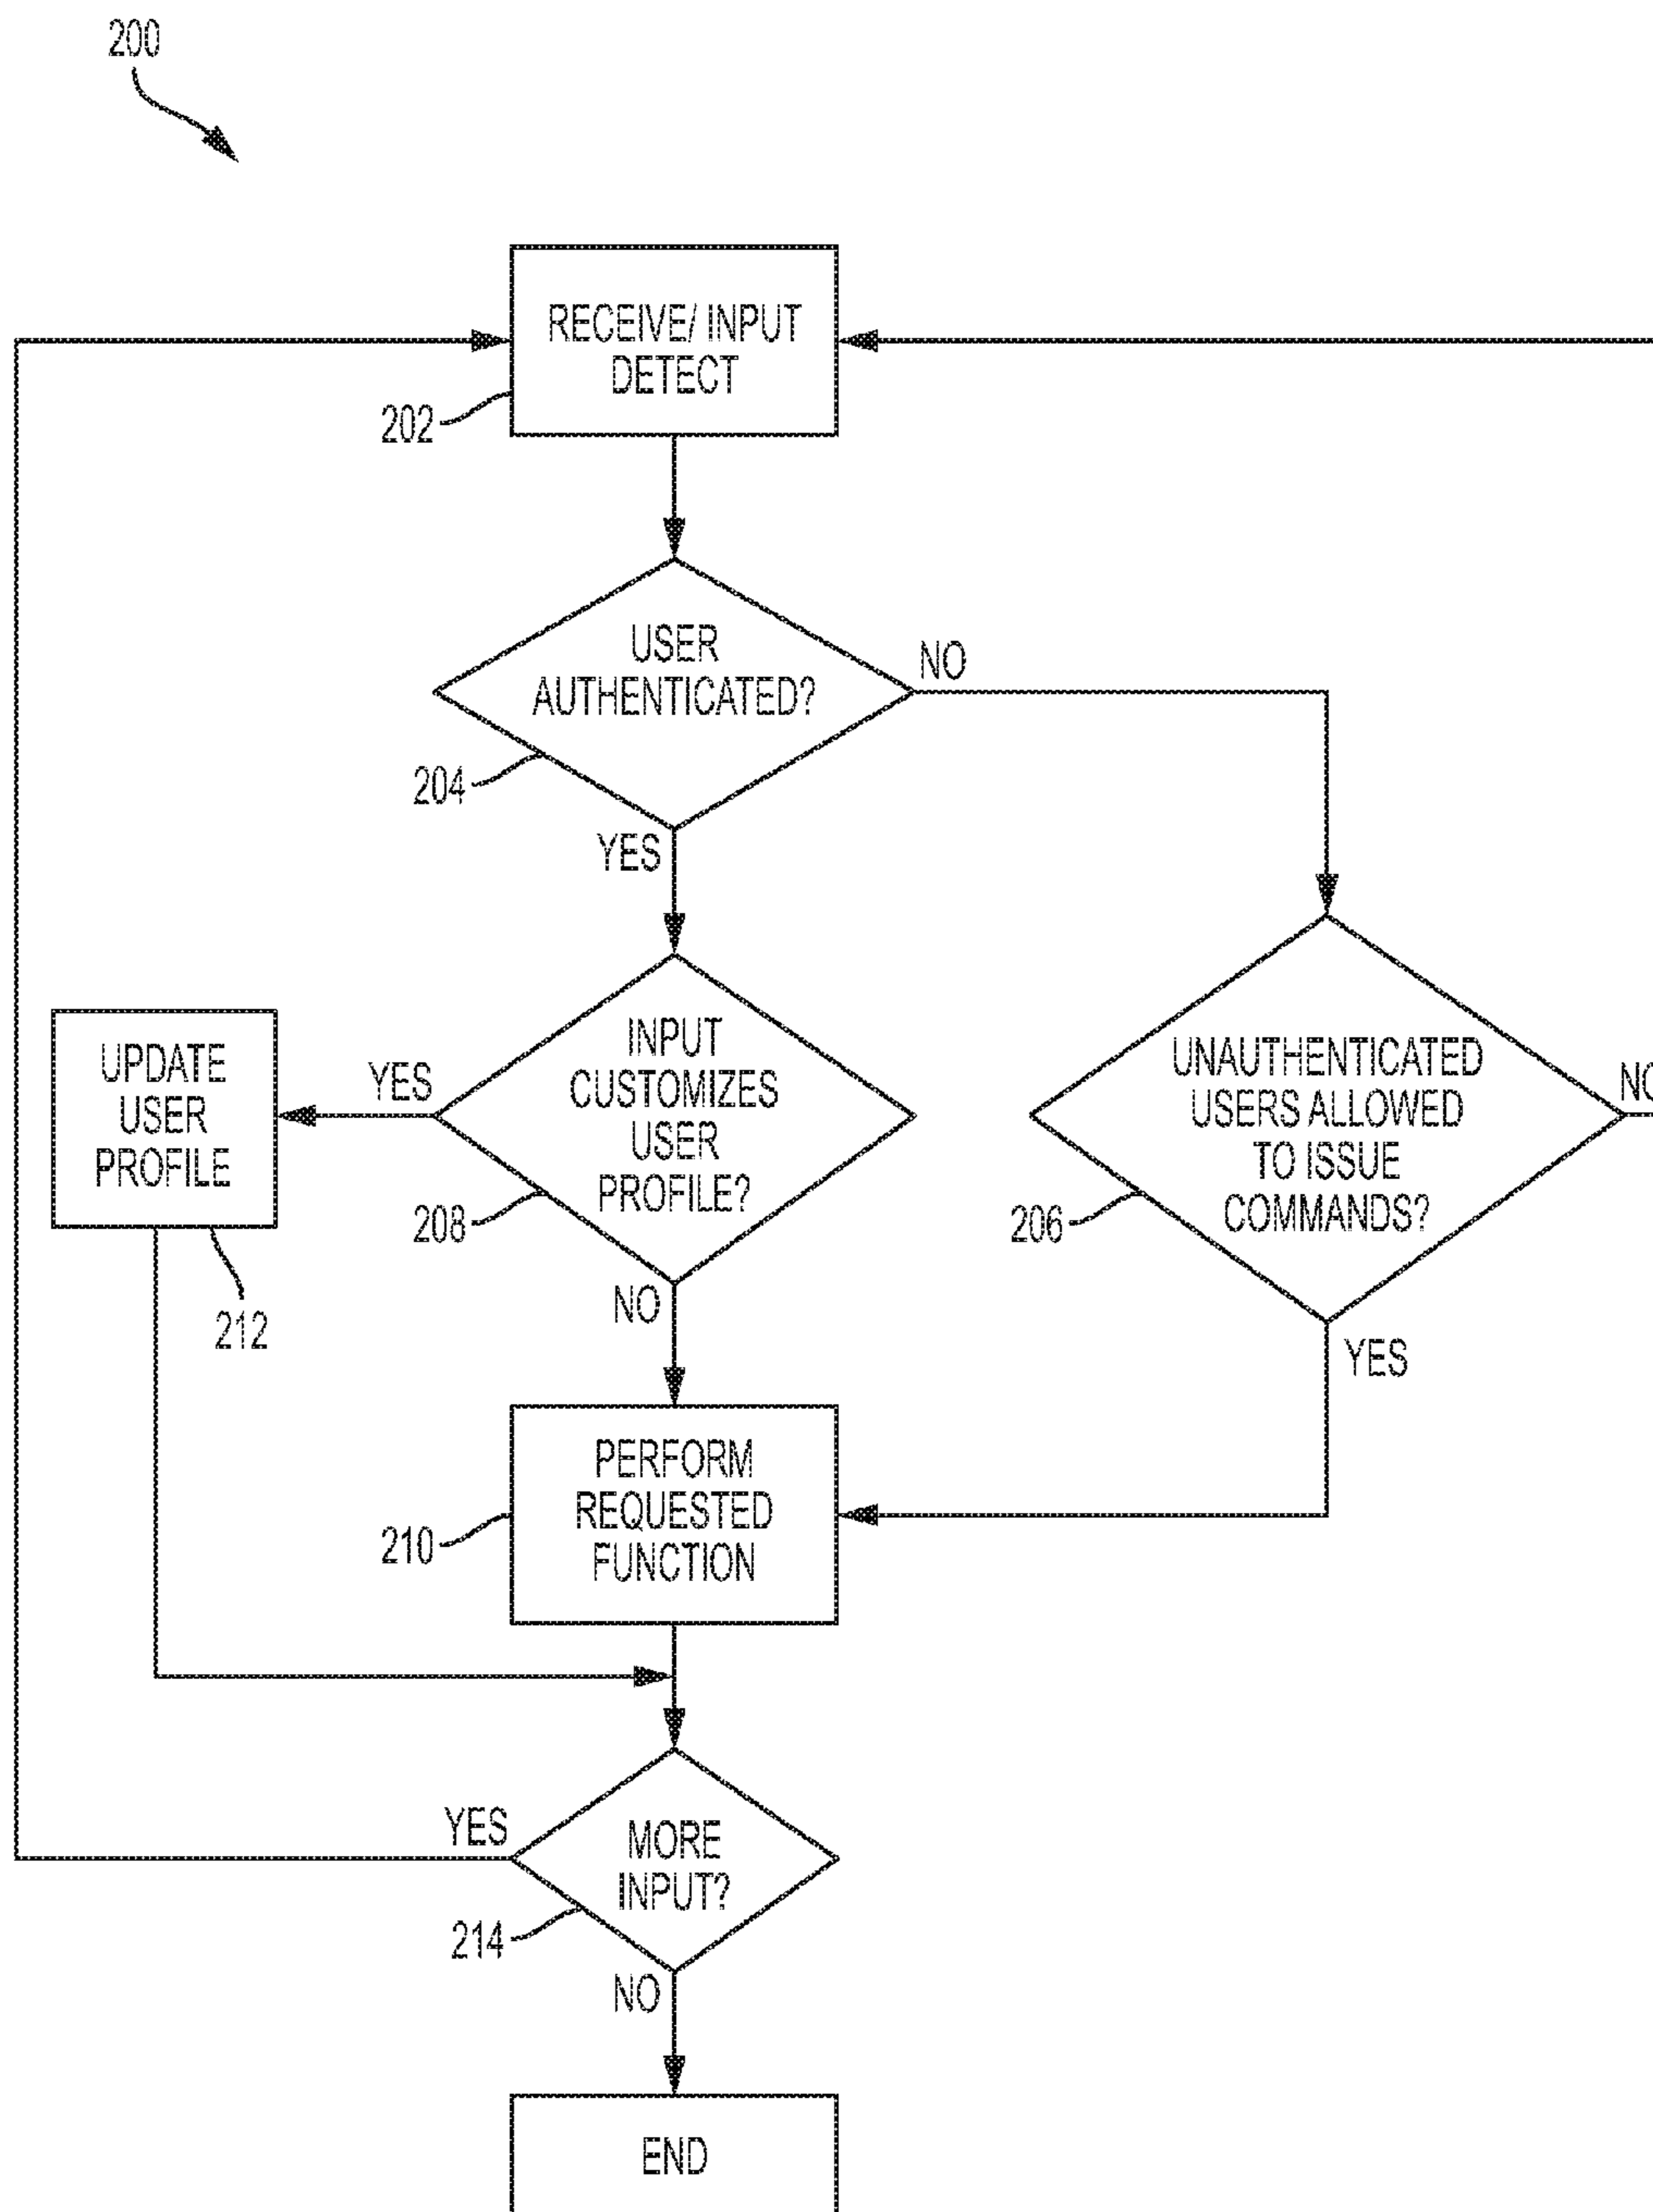 200
RECEIVE/ INPUT
DETECT
202
USER
AUTHENTICATED?
NO
204
YES
UPDATE
USER
PROFILE
YES
INPUT
CUSTOMIZES
USER
PROFILE?
UNAUTHENTICATED
USERS ALLOWED
TO ISSUE
COMMANDS?
NO
208
206
212
NO
YES
PERFORM
REQUESTED
FUNCTION
210
YES
MORE
INPUT?
214
NO
END